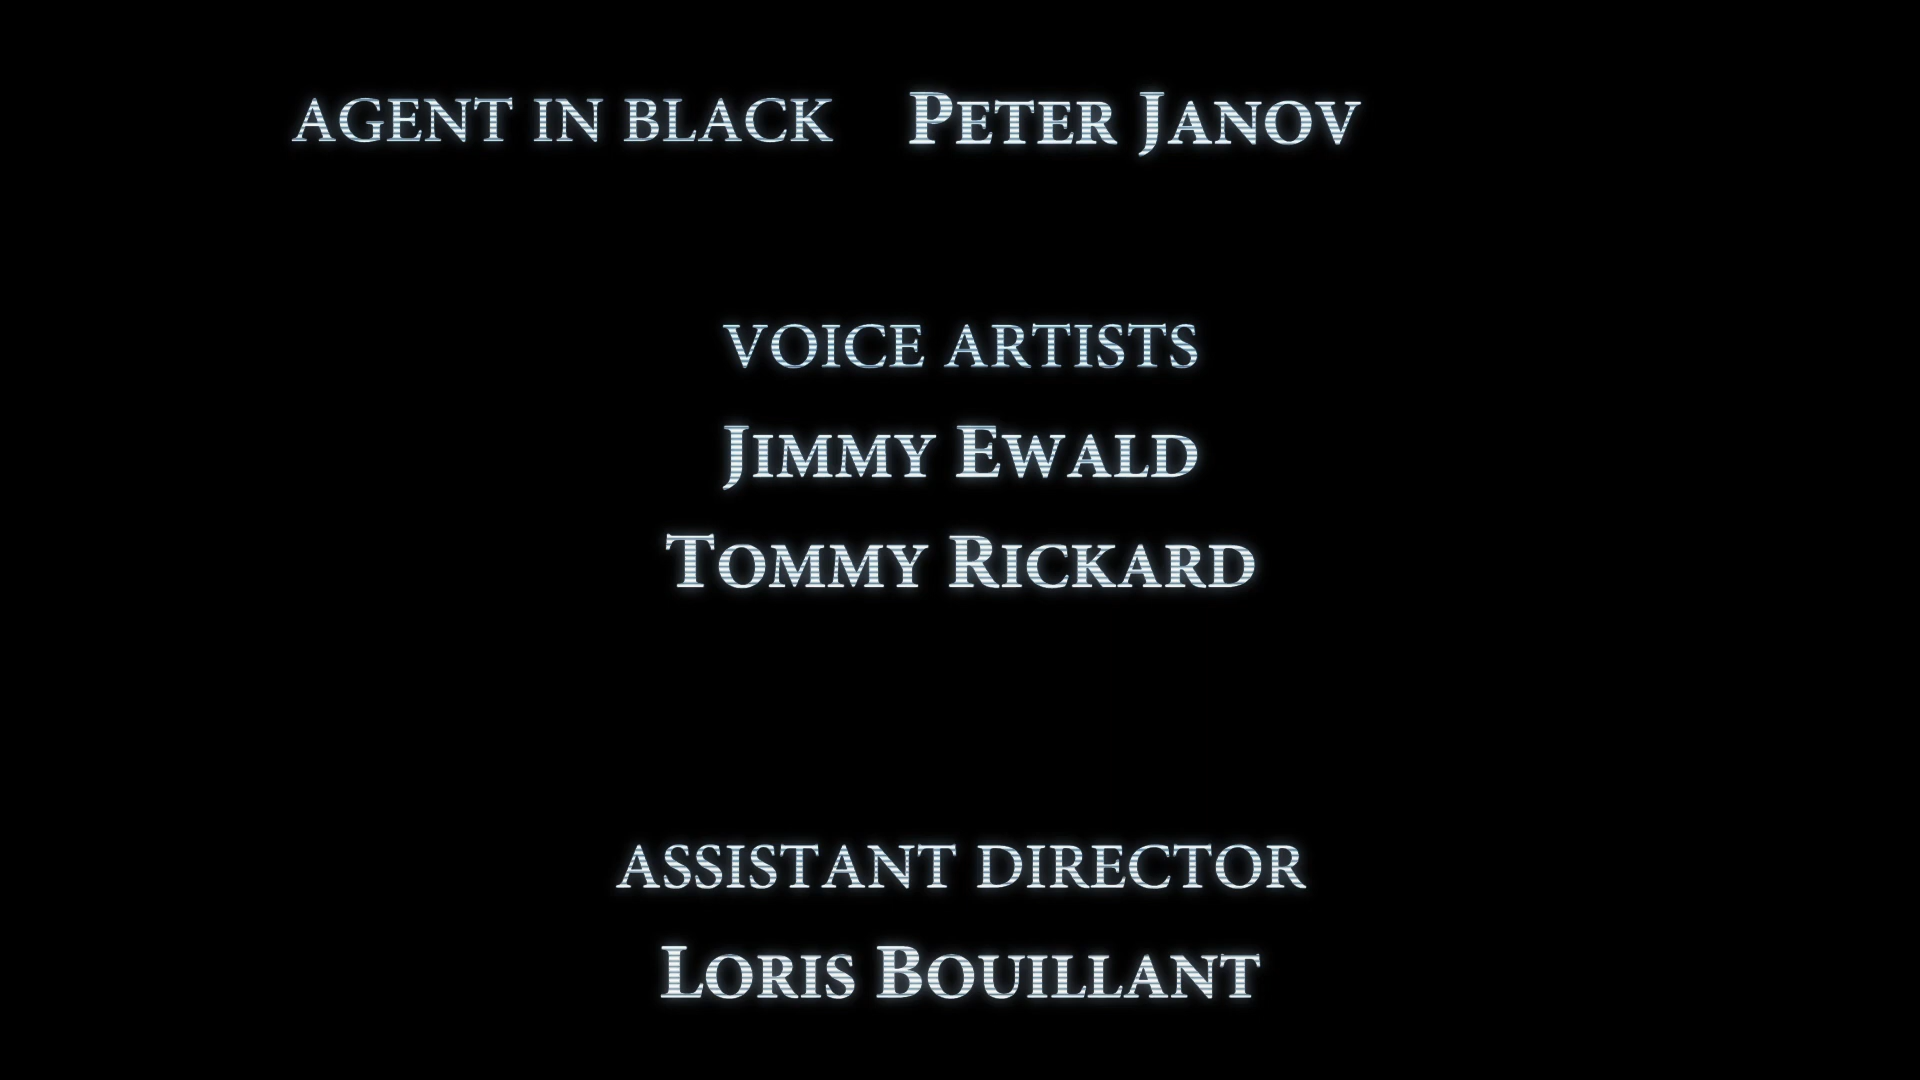 AGENT IN BLACK Peter Janov
VOICE ARTISTS
Jimmy Ewald
Tommy Rickard
ASSISTANT DIRECTOR
Loris Bouillant